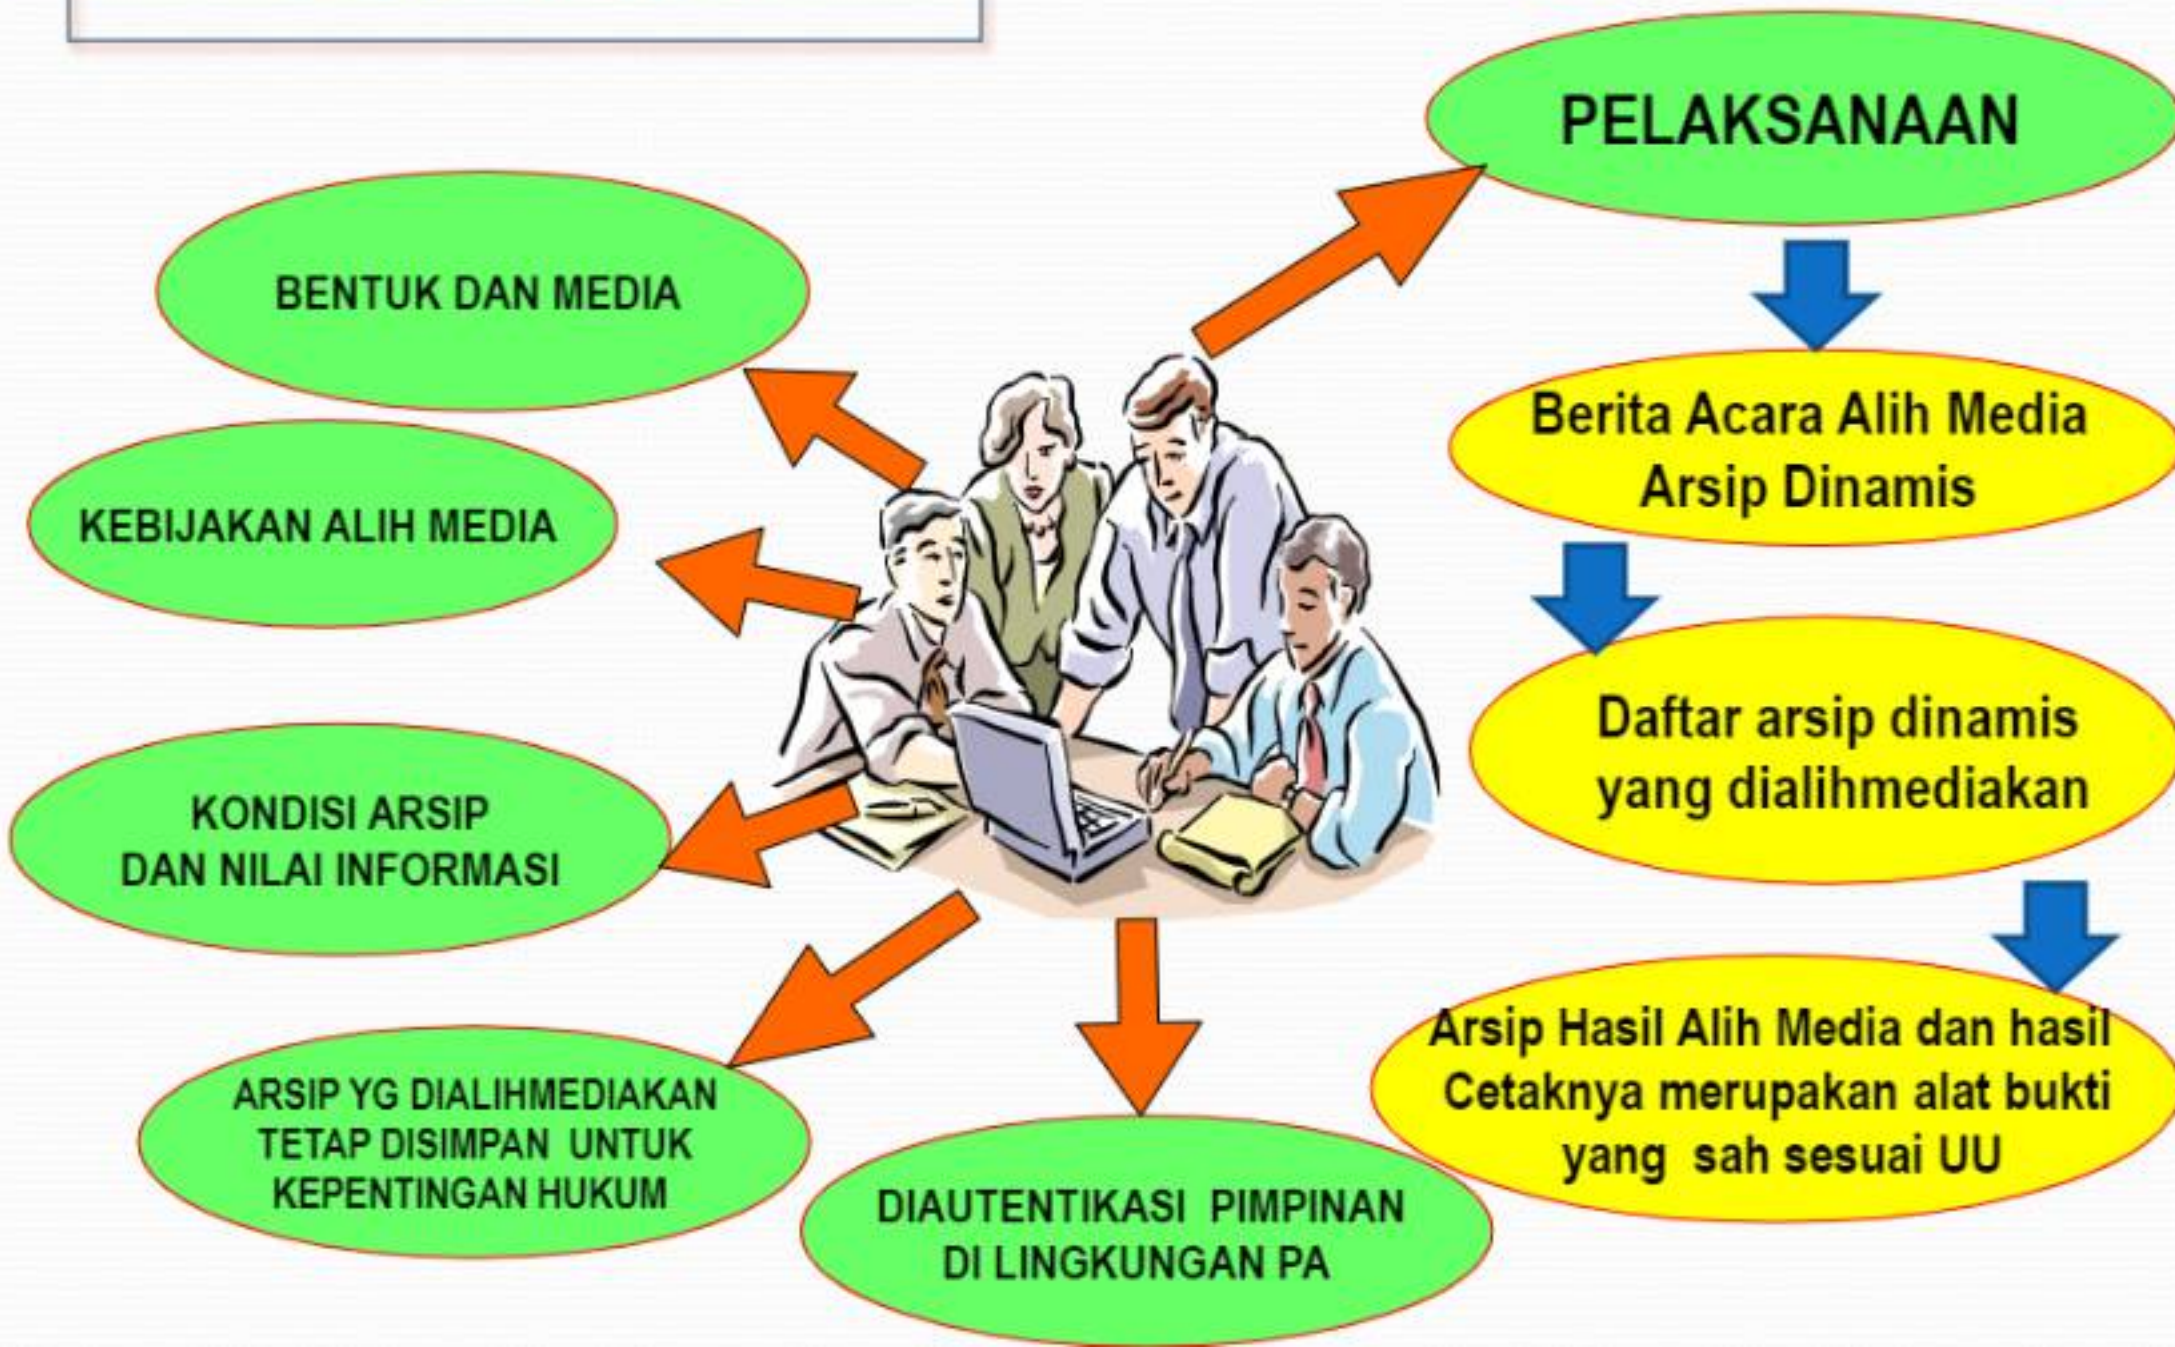 PELAKSANAAN
BENTUK DAN MEDIA
KEBIJAKAN ALIH MEDIA
KONDISI ARSIP
DAN NILAI INFORMASI
ARSIP YG DIALIHMEDIAKAN
TETAP DISIMPAN UNTUK
KEPENTINGAN HUKUM
DIAUTENTIKASI PIMPINAN
DI LINGKUNGAN PA
Berita Acara Alih Media
Arsip Dinamis
Daftar arsip dinamis
yang dialihmediakan
Arsip Hasil Alih Media dan hasil
Cetaknya merupakan alat bukti
yang sah sesuai UU